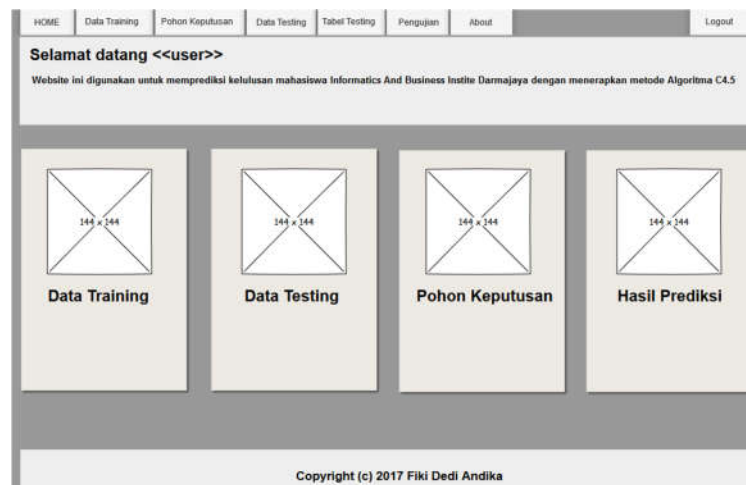 HOME Data Training Pohon Keputusan Data Testing Tabel Testing Pengujian About Logout
Selamat datang <<user>>
Website ini digunakan untuk memprediksi kelulusan mahasiswa Informatics And Business Instite Darmajaya dengan menerapkan metode Algoritma C4.5
144 x 144 144 x 144 144 x 144 144 x 144
Data Training Data Testing Pohon Keputusan Hasil Prediksi
Copyright (c) 2017 Fiki Dedi Andika